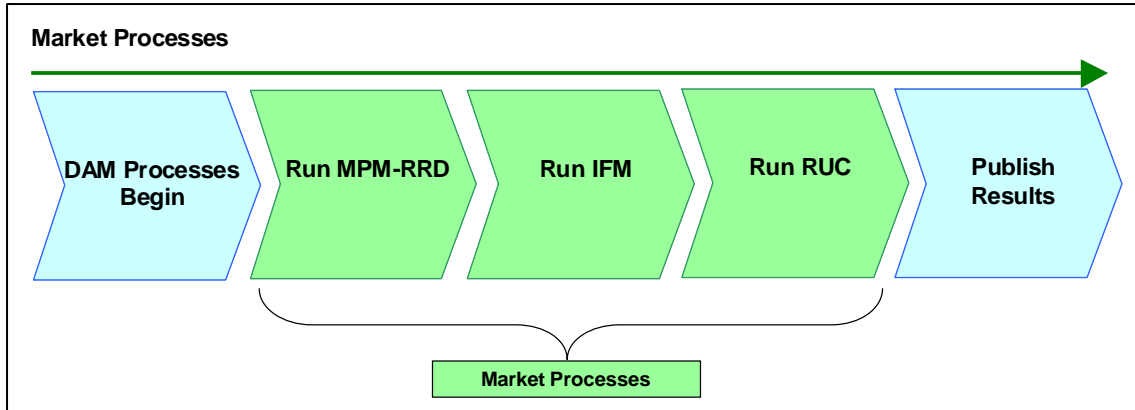 Market Processes
DAM Processes
Begin
Run MPM-RRD
Run IFM
Run RUC
Publish
Results
Market Processes